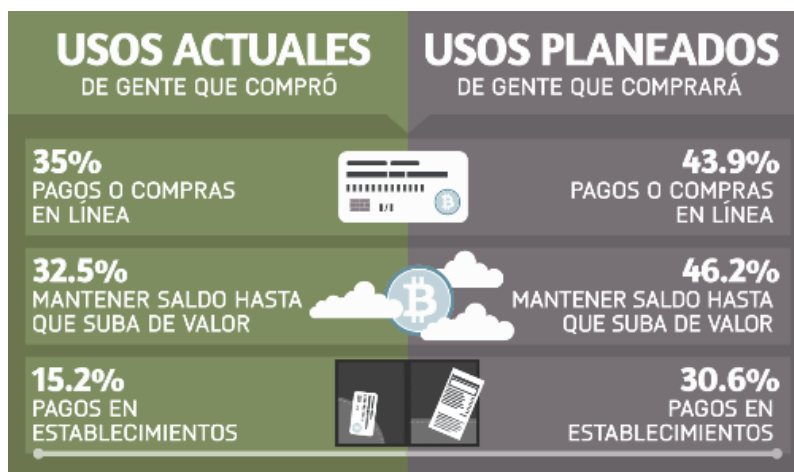 USOS ACTUALES
DE GENTE QUE COMPRÓ
USOS PLANEADOS
DE GENTE QUE COMPRARÁ
35%
PAGOS O COMPRAS
EN LÍNEA
43.9%
PAGOS O COMPRAS
EN LÍNEA
32.5%
MANTENER SALDO HASTA
QUE SUBA DE VALOR
46.2%
MANTENER SALDO HASTA
QUE SUBA DE VALOR
15.2%
PAGOS EN
ESTABLECIMIENTOS
30.6%
PAGOS EN
ESTABLECIMIENTOS